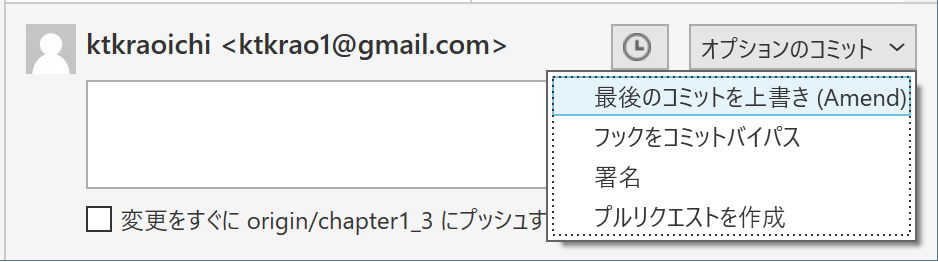 ktkraoichi <ktkrao1@gmail.com>
オプションのコミット
最後のコミットを上書き (Amend)
フックをコミットバイパス
署名
プルリクエストを作成
変更をすぐに origin/chapter1_3 にプッシュす